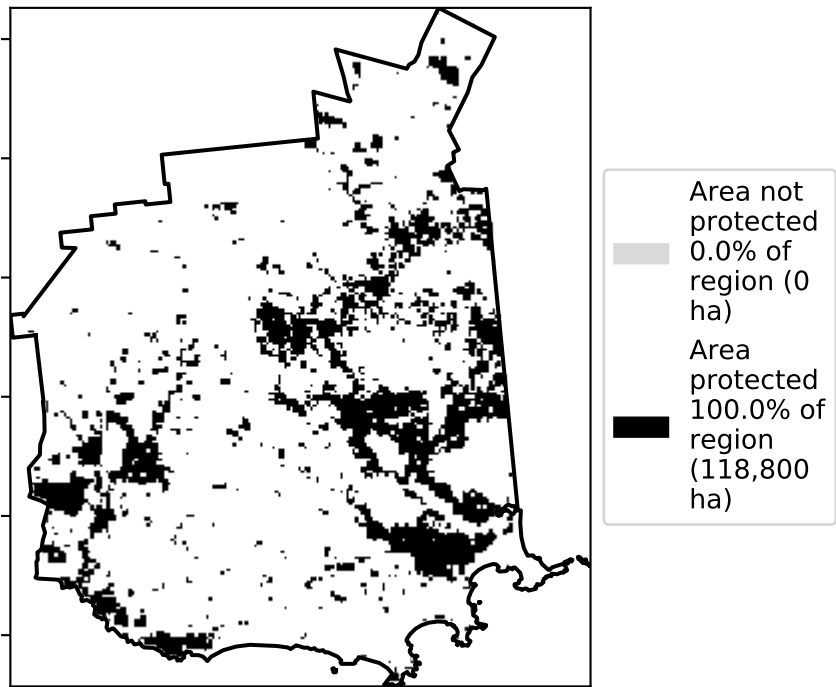 Area not
protected
0.0% of
region (0
ha)
Area
protected
100.0% of
region
(118,800
ha)